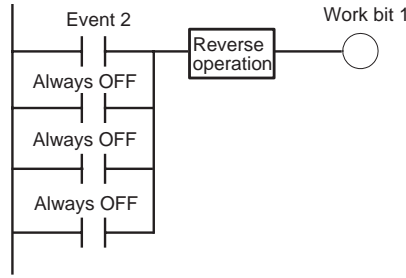 Work bit 1
Event 2
Reverse
operation
Always OFF
Always OFF
Always OFF